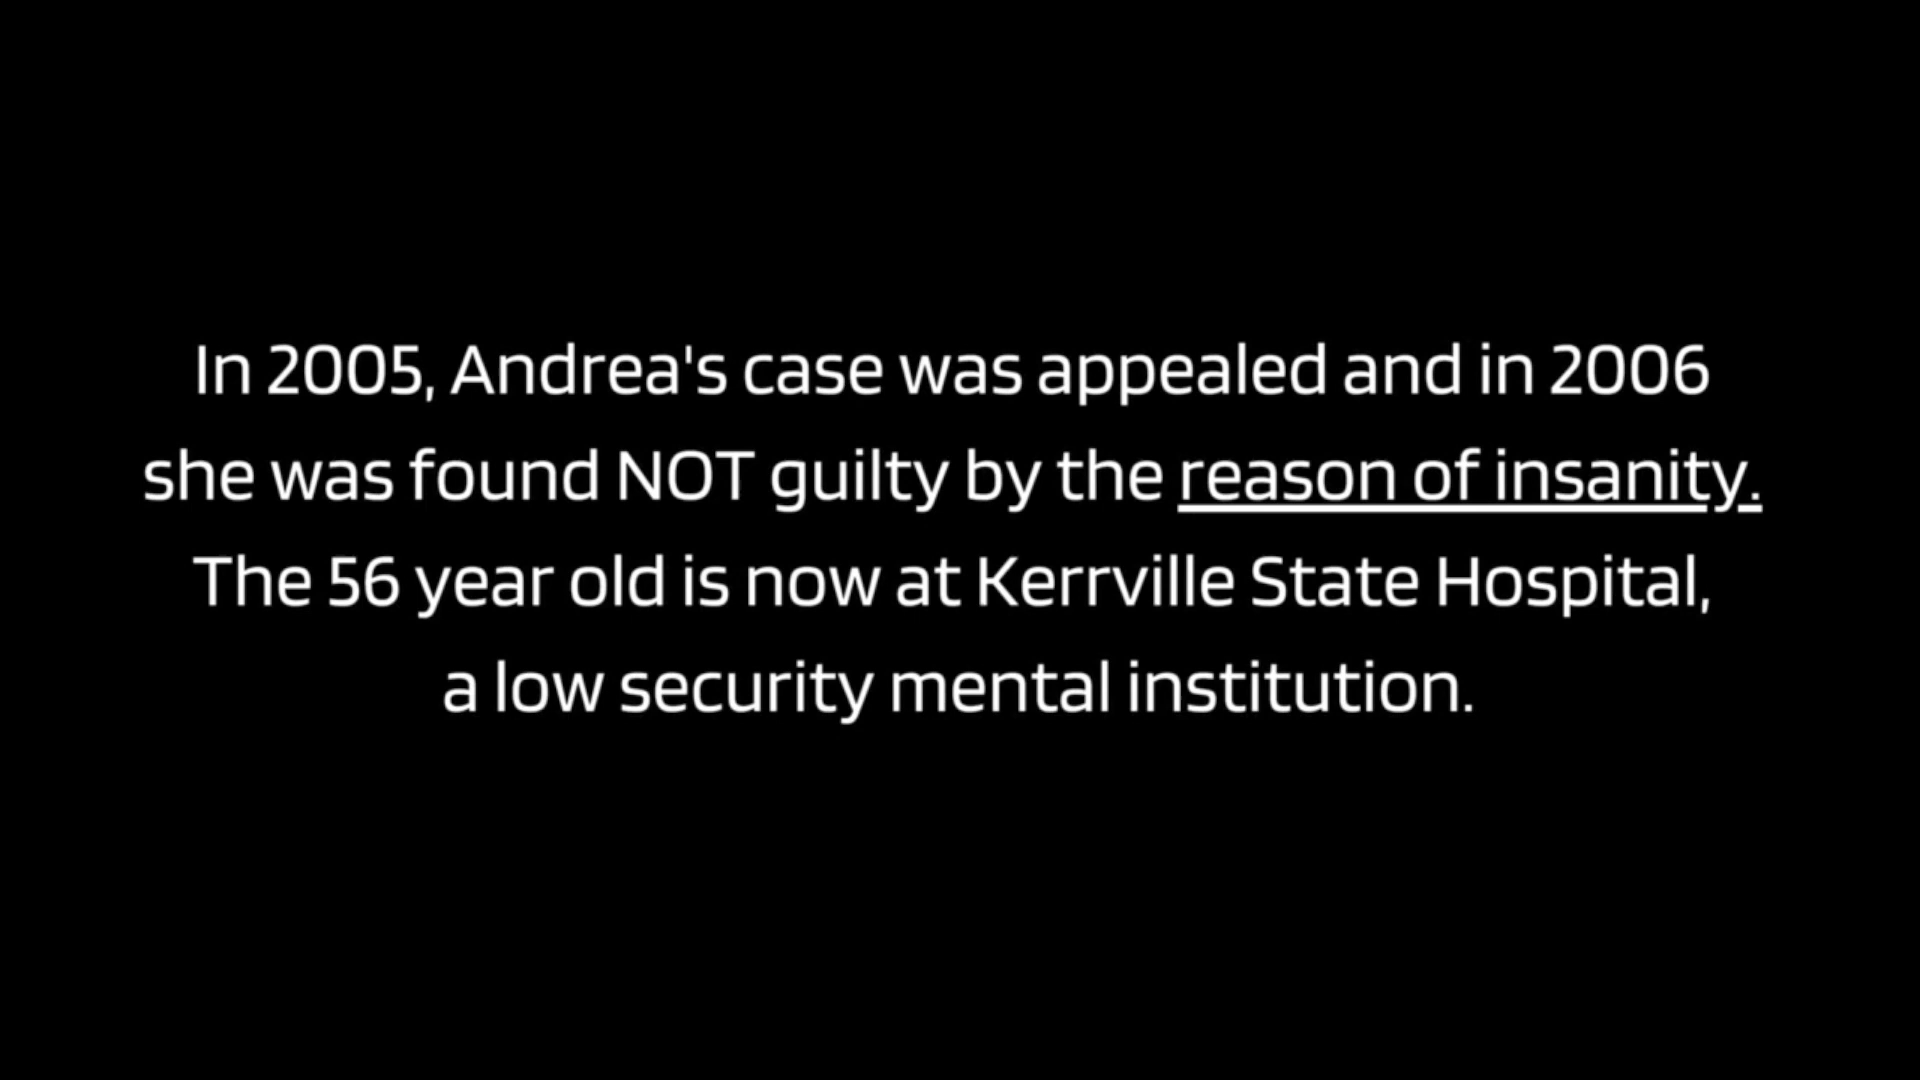 In 2005, Andrea's case was appealed and in 2006
she was found NOT guilty by the reason of insanity.
The 56 year old is now at Kerrville State Hospital,
a low security mental institution.